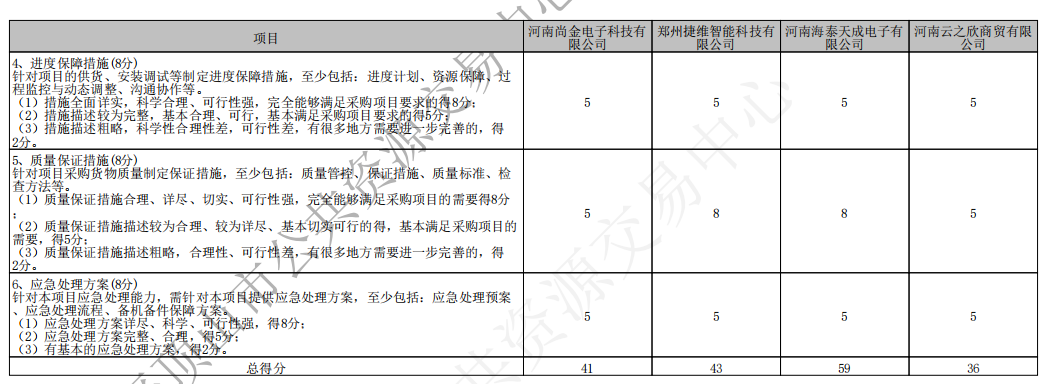 项目
河南尚金电子科技有
限公司
郑州捷维智能科技有
限公司
河南海泰天成电子有
限公司
河南云之欣商贸有限
公司
4、进度保障措施(8分)
针对项目的供货、安装调试等制定进度保障措施，至少包括：进度计划、资源保障、过
程监控与动态调整、沟通协作等。
（1）措施全面详实，科学合理、可行性强，完全能够满足采购项目要求的得8分；
（2）措施描述较为完整，基本合理、可行，基本满足采购项目要求的得5分；
（3）措施描述粗略，科学性合理性差，可行性差，有很多地方需要进一步完善的，得
2分。
5 5 5 5
5、质量保证措施(8分)
针对项目采购货物质量制定保证措施，至少包括：质量管控、保证措施、质量标准、检
查方法等。
（1）质量保证措施合理、详尽、切实、可行性强，完全能够满足采购项目的需要得8分
；
（2）质量保证措施描述较为合理、较为详尽、基本切实可行的得，基本满足采购项目的
需要，得5分；
（3）质量保证措施描述粗略，合理性、可行性差，有很多地方需要进一步完善的，得
2分。
5 8 8 5
6、应急处理方案(8分)
针对本项目应急处理能力，需针对本项目提供应急处理方案，至少包括：应急处理预案
、应急处理流程、备机备件保障方案。
（1）应急处理方案详尽、科学、可行性强，得8分；
（2）应急处理方案完整、合理，得5分；
（3）有基本的应急处理方案，得2分。
5 5 5 5
总得分 41 43 59 36
顶山市公共资源交易中心
共资源交易中心